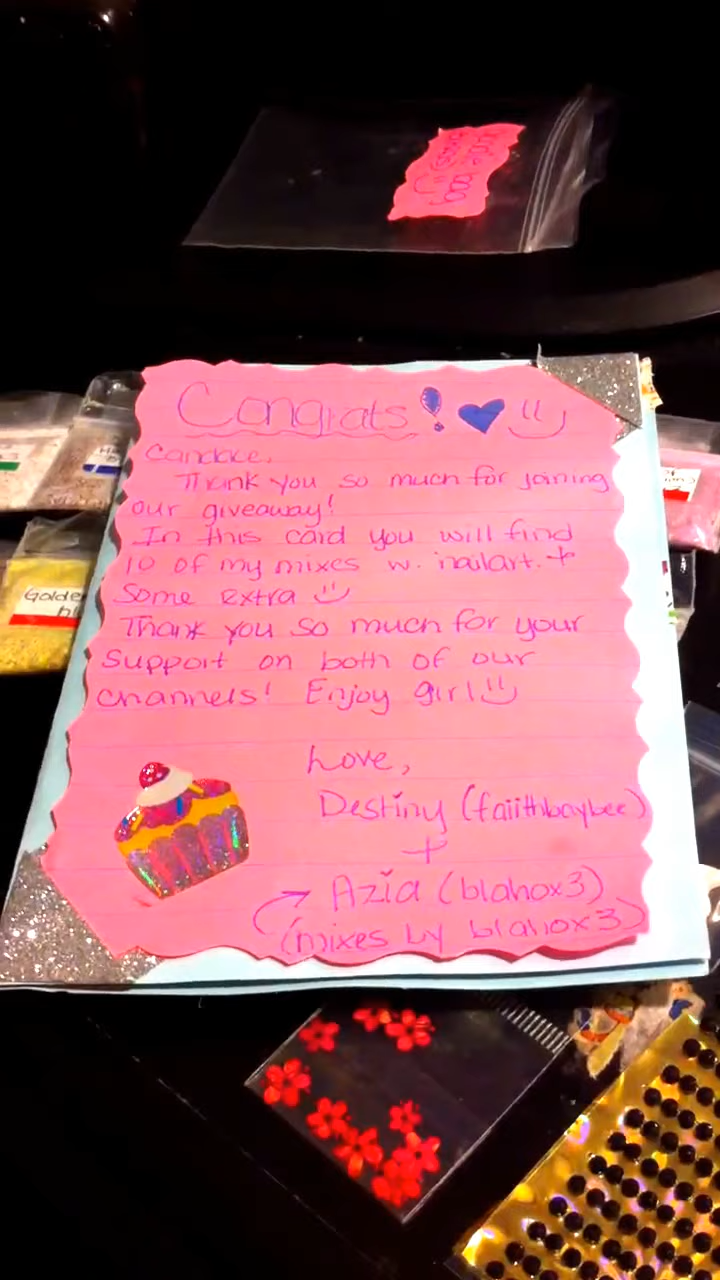 Congrats! ♥ ü
Candace,
Thank you so much for joining
our giveaway!
In this card you will find
10 of my mixes w. nailart. +
some extra ü
Thank you so much for your
support on both of our
channels! Enjoy girl ü
Love,
Destiny (faiithbaybee)
+
→ Azia (blahox3)
(mixes by blahox3)
Golden